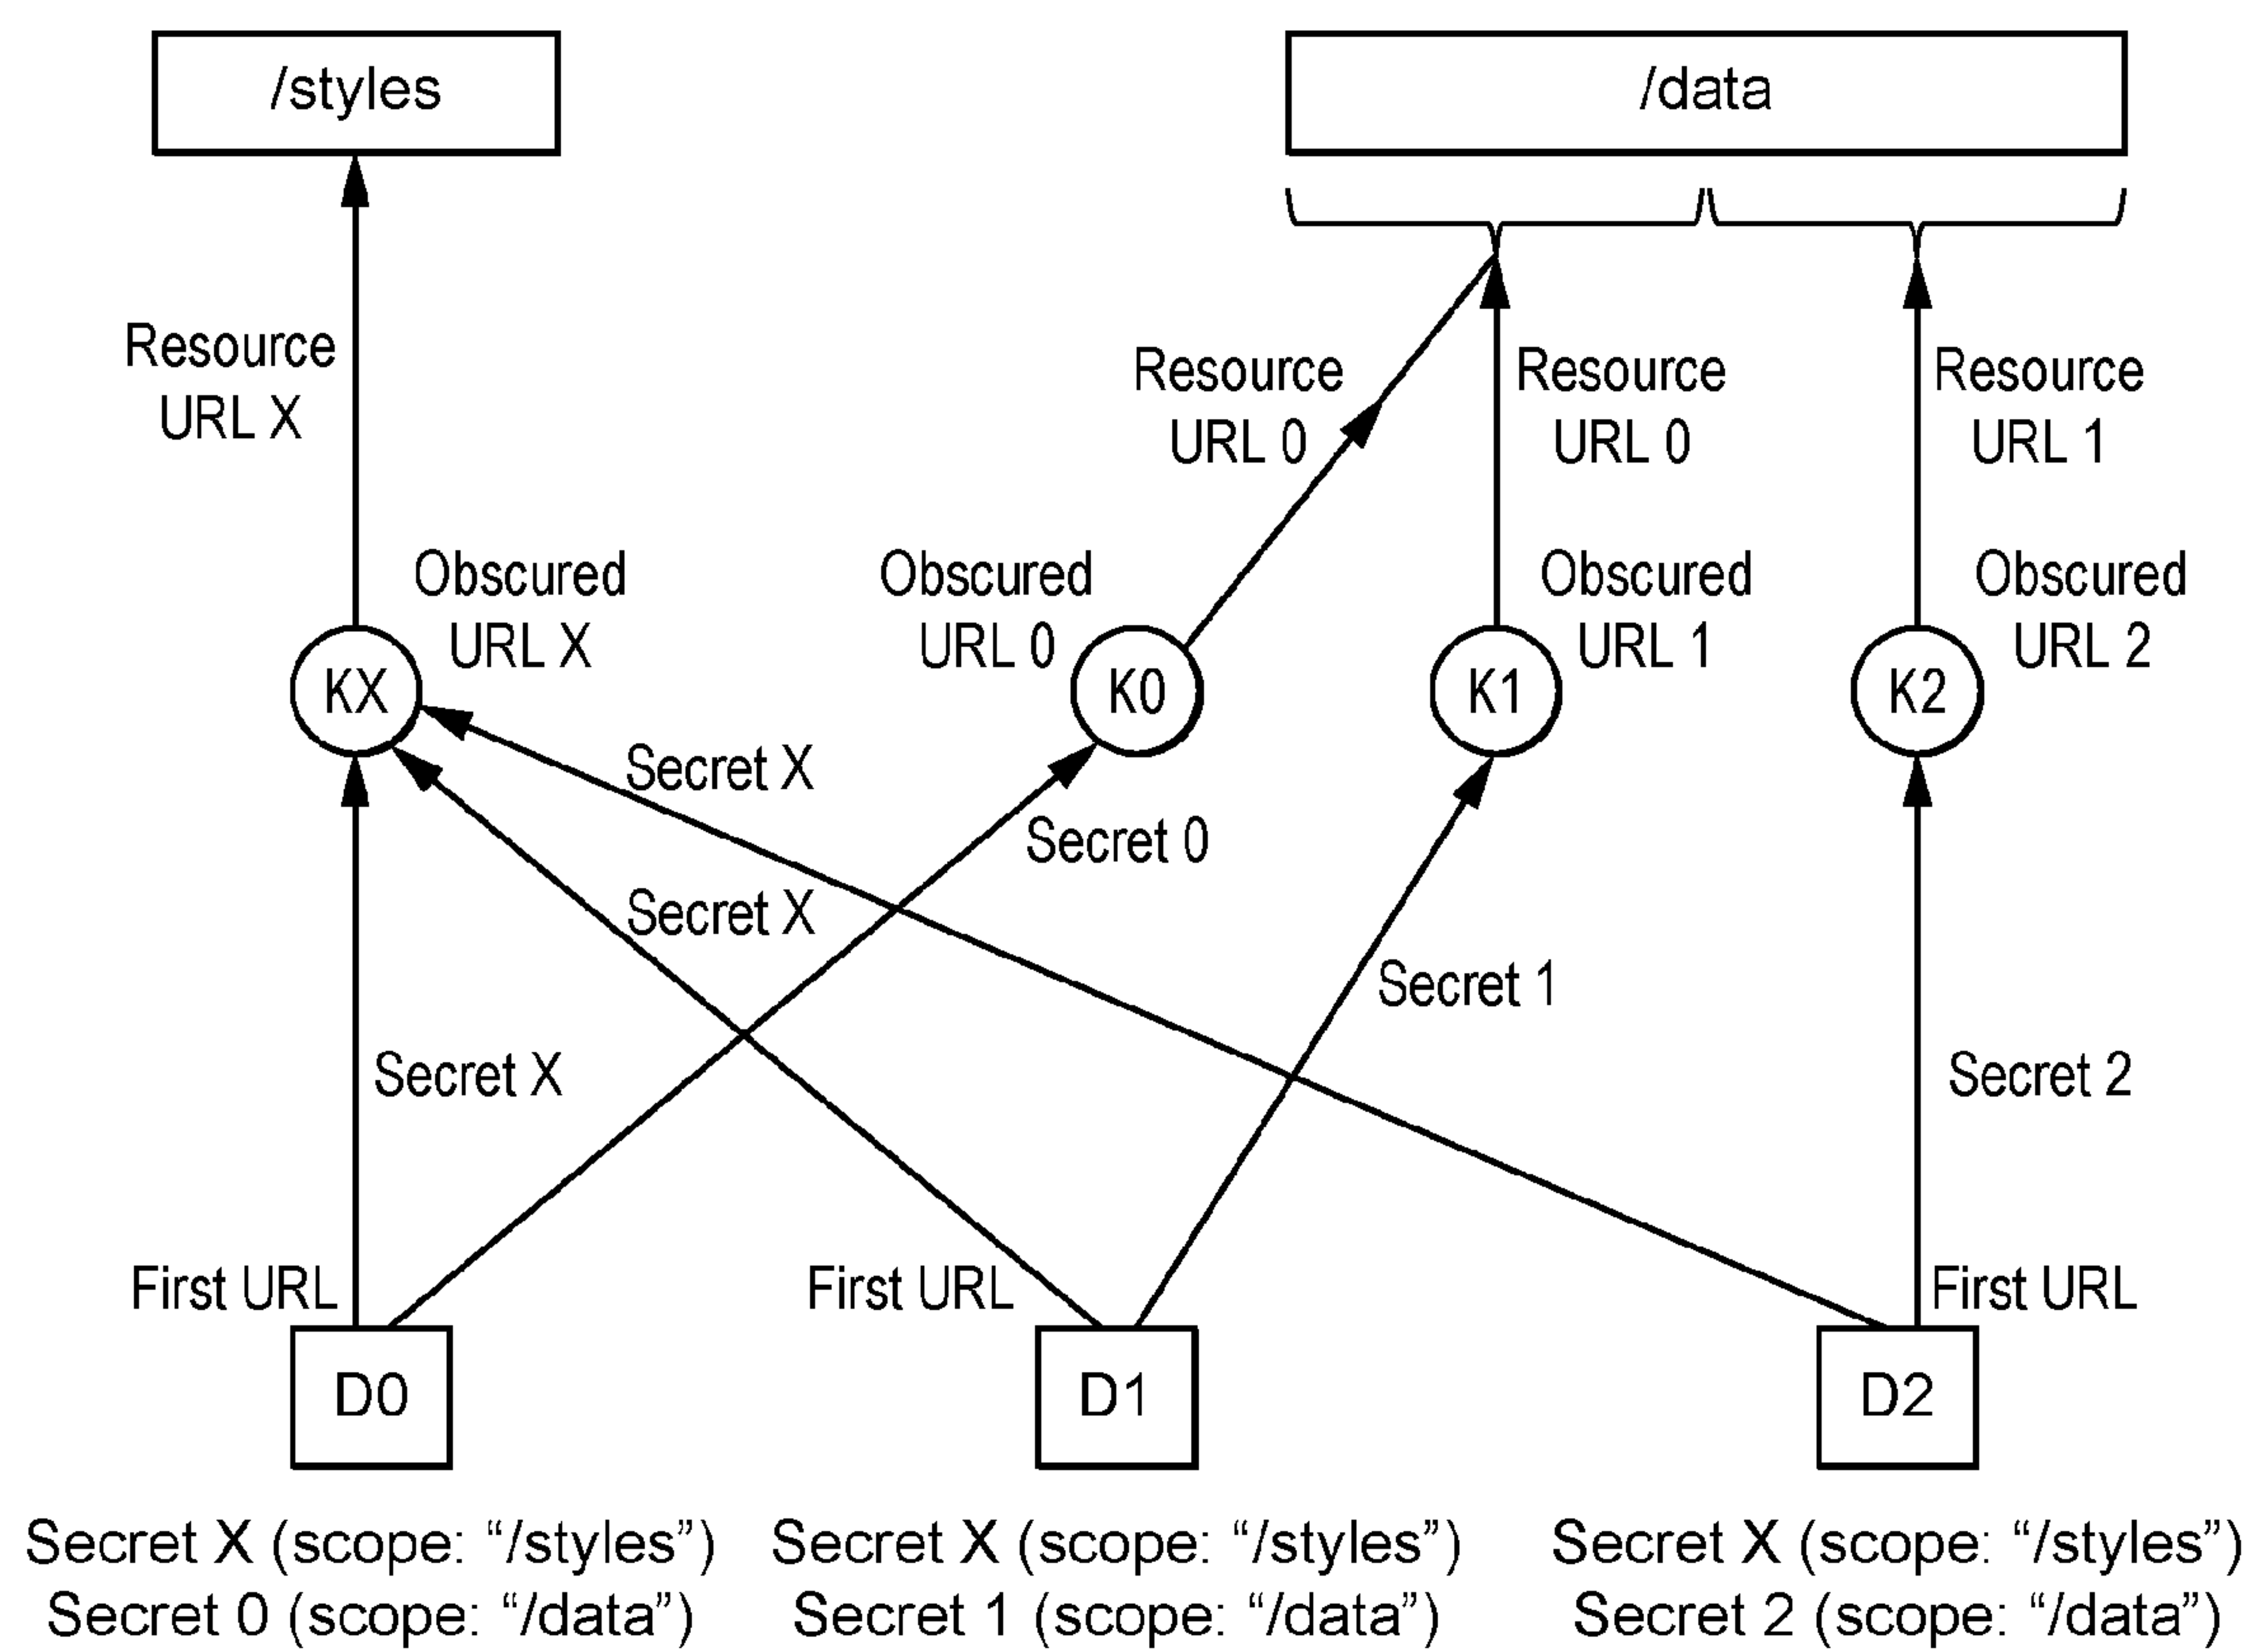 /styles
/data
Resource
URL X
Resource
URL 0
Resource
URL 0
Resource
URL 1
Obscured
URL X
Obscured
URL 0
Obscured
URL 1
Obscured
URL 2
KX
K0
K1
K2
Secret X
Secret 0
Secret X
Secret 1
Secret X
Secret 2
First URL
First URL
First URL
D0
D1
D2
Secret X (scope: “/styles”)
Secret 0 (scope: “/data”)
Secret X (scope: “/styles”)
Secret 1 (scope: “/data”)
Secret X (scope: “/styles”)
Secret 2 (scope: “/data”)